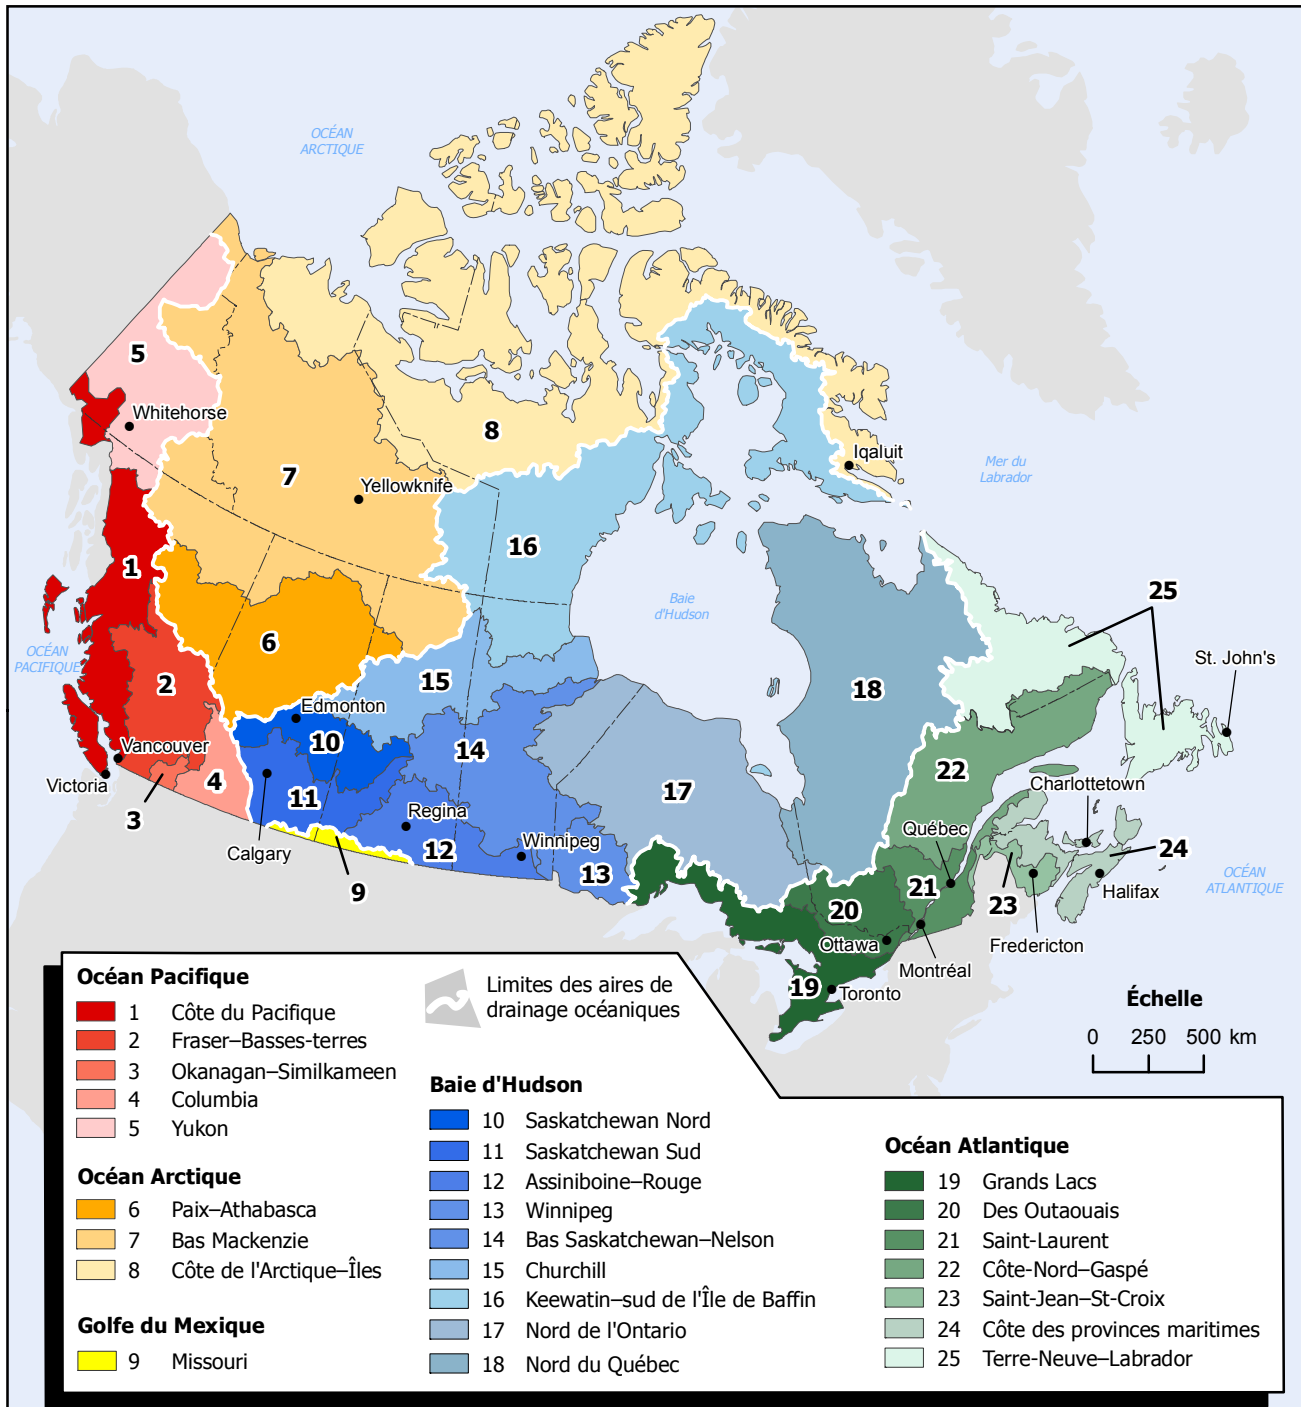 OCÉAN
ARCTIQUE
5
Whitehorse
8
Iqaluit
7
Yellowknife
Mer du
Labrador
16
1
Baie
d'Hudson
25
6
OCÉAN
PACIFIQUE
St. John's
2
15
18
Edmonton
10
14
Vancouver
22
4
Charlottetown
Victoria
11
17
3
Regina
Québec
Calgary
12
Winnipeg
24
9
13
21
23
Halifax
OCÉAN
ATLANTIQUE
20
Ottawa
Fredericton
Montréal
19
Toronto
Échelle
0 250 500 km
Océan Pacifique
1 Côte du Pacifique
2 Fraser–Basses-terres
3 Okanagan–Similkameen
4 Columbia
5 Yukon
Océan Arctique
6 Paix–Athabasca
7 Bas Mackenzie
8 Côte de l'Arctique–Îles
Golfe du Mexique
9 Missouri
Limites des aires de
drainage océaniques
Baie d'Hudson
10 Saskatchewan Nord
11 Saskatchewan Sud
12 Assiniboine–Rouge
13 Winnipeg
14 Bas Saskatchewan–Nelson
15 Churchill
16 Keewatin–sud de l'Île de Baffin
17 Nord de l'Ontario
18 Nord du Québec
Océan Atlantique
19 Grands Lacs
20 Des Outaouais
21 Saint-Laurent
22 Côte-Nord–Gaspé
23 Saint-Jean–St-Croix
24 Côte des provinces maritimes
25 Terre-Neuve–Labrador